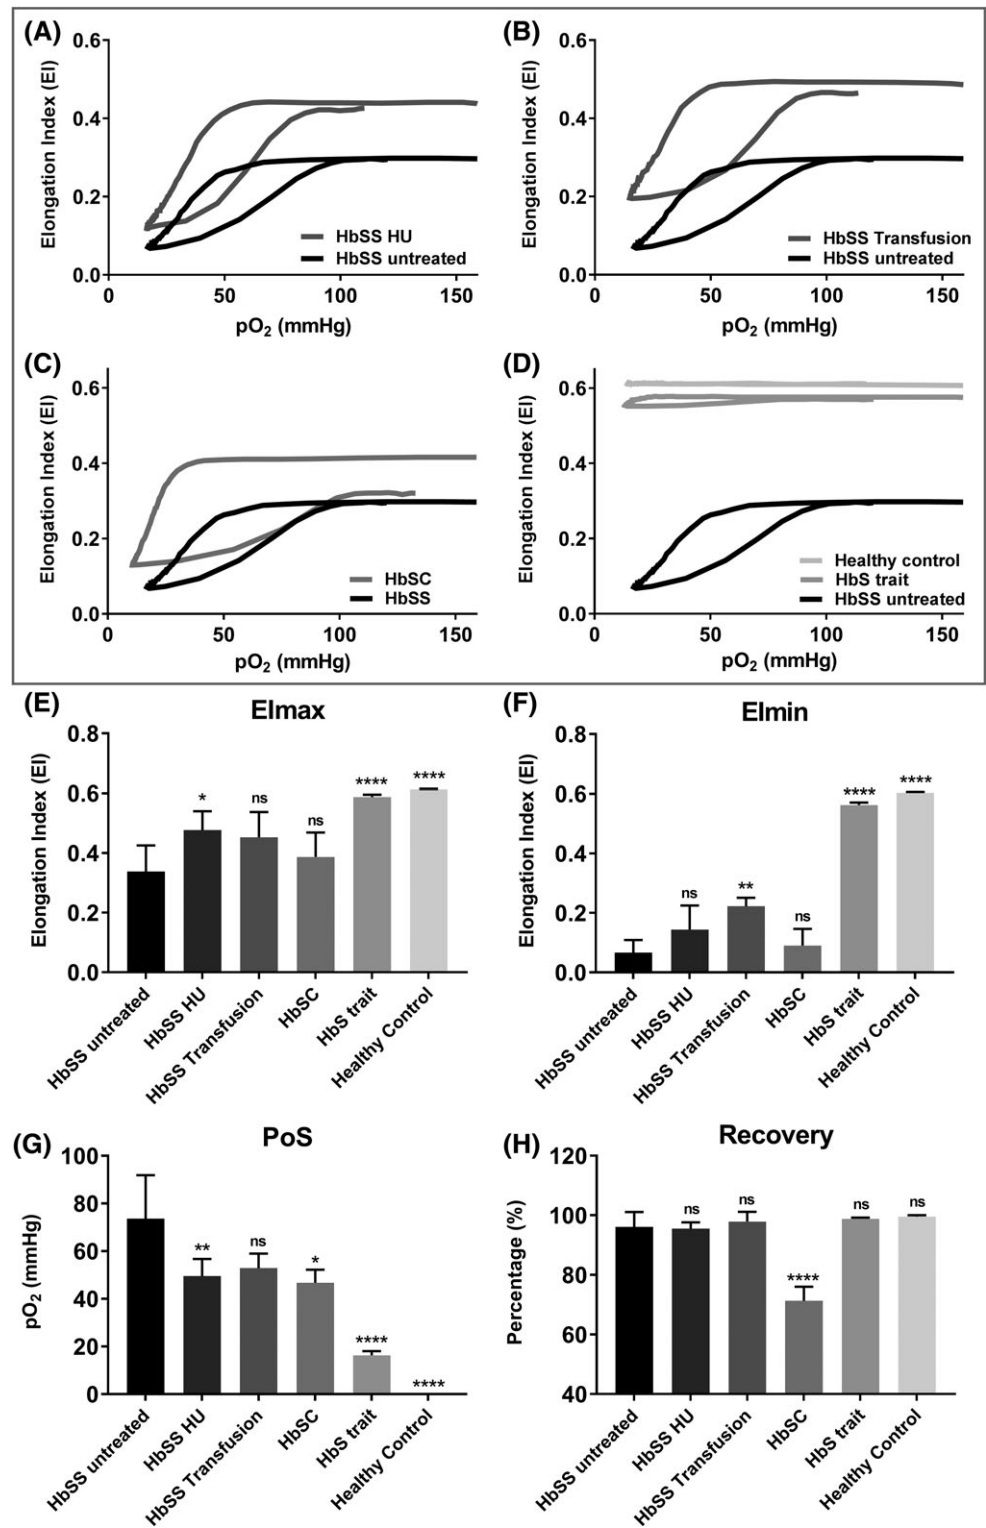 (A)
0.6
0.4
0.2
0.0
Elongation Index (EI)
HbSS HU
HbSS untreated
0 50 100 150
pO2 (mmHg)
(B)
0.6
0.4
0.2
0.0
Elongation Index (EI)
HbSS Transfusion
HbSS untreated
0 50 100 150
pO2 (mmHg)
(C)
0.6
0.4
0.2
0.0
Elongation Index (EI)
HbSC
HbSS
0 50 100 150
pO2 (mmHg)
(D)
0.6
0.4
0.2
0.0
Elongation Index (EI)
Healthy control
HbS trait
HbSS untreated
0 50 100 150
pO2 (mmHg)
(E)
EImax
0.8
0.6
0.4
0.2
0.0
Elongation Index (EI)
* ns ns **** ****
HbSS untreated
HbSS HU
HbSS Transfusion
HbSC
HbS trait
Healthy Control
(F)
EImin
0.8
0.6
0.4
0.2
0.0
Elongation Index (EI)
ns ** ns **** ****
HbSS untreated
HbSS HU
HbSS Transfusion
HbSC
HbS trait
Healthy Control
(G)
PoS
100
80
60
40
20
0
pO2 (mmHg)
** ns * **** ****
HbSS untreated
HbSS HU
HbSS Transfusion
HbSC
HbS trait
Healthy Control
(H)
Recovery
120
100
80
60
40
Percentage (%)
ns ns **** ns ns
HbSS untreated
HbSS HU
HbSS Transfusion
HbSC
HbS trait
Healthy Control